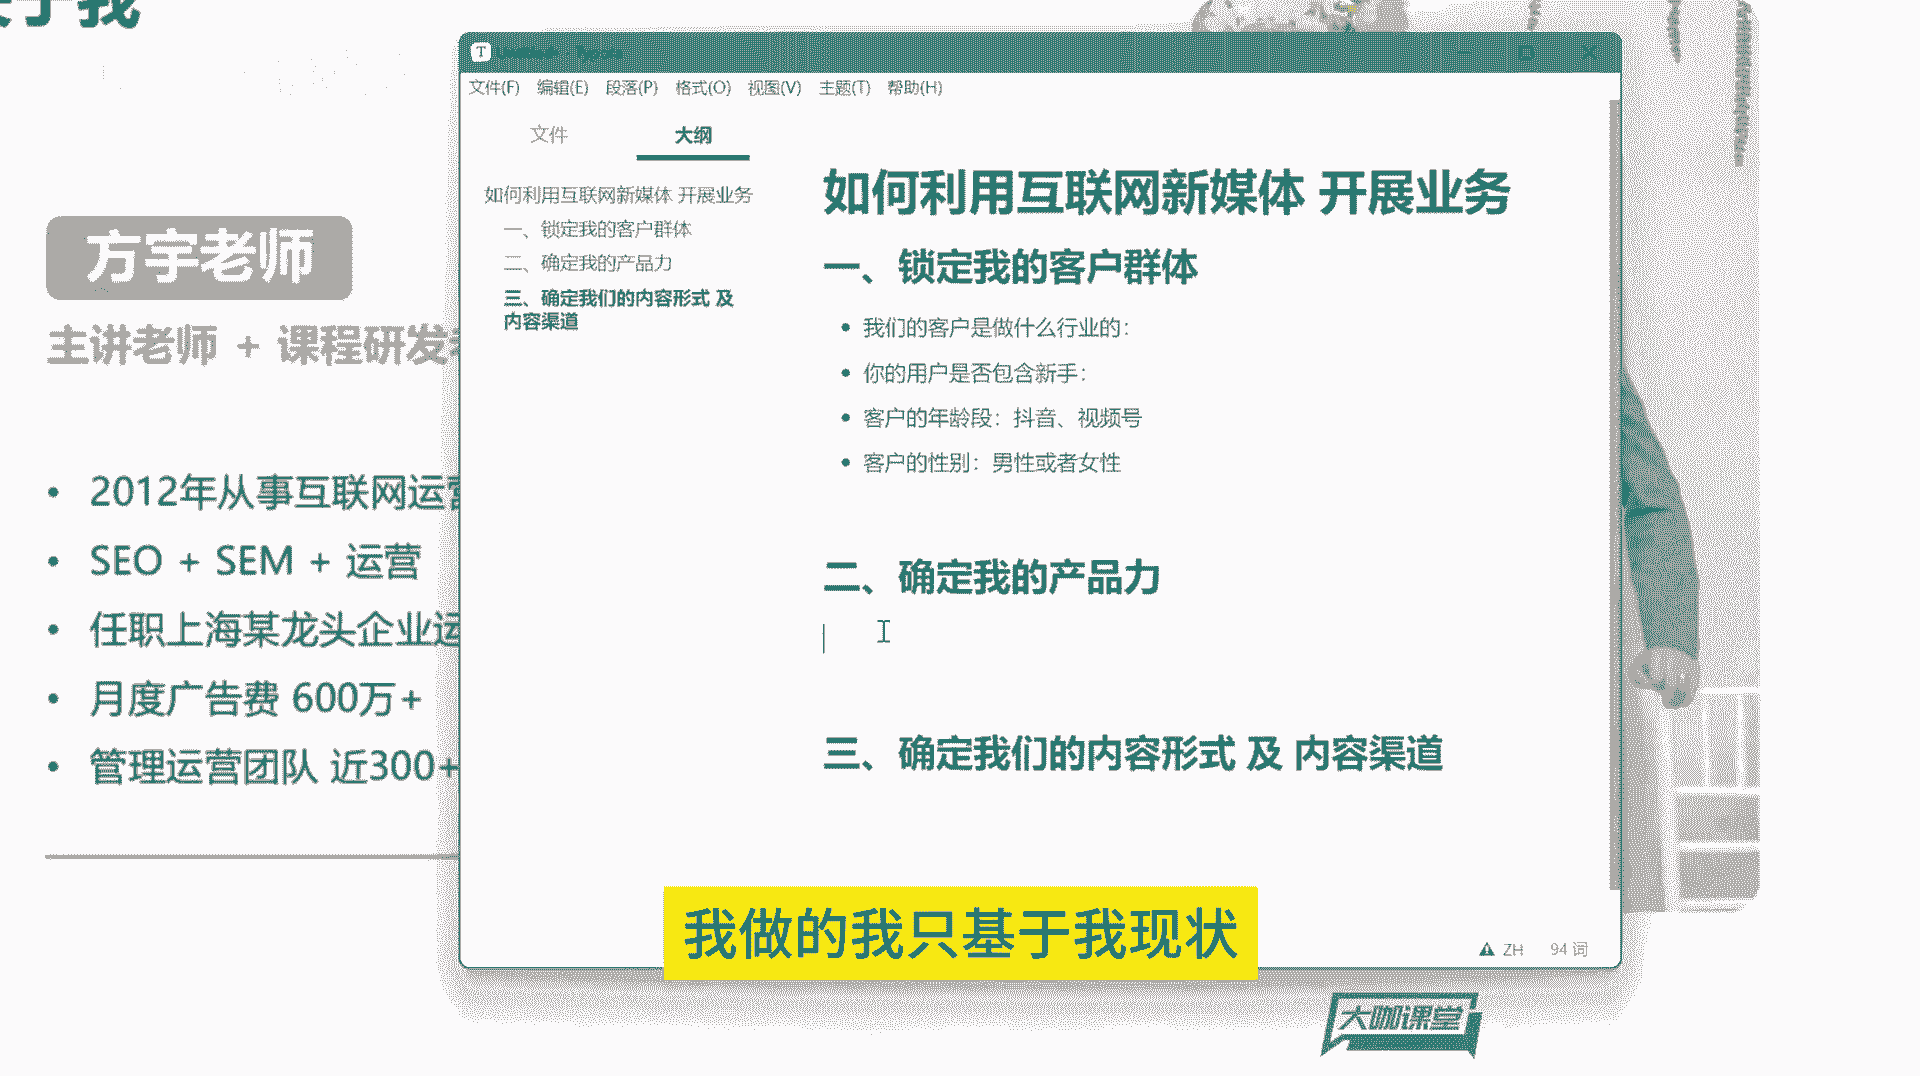 方宇老师
主讲老师 + 课程研发
2012年从事互联网运营
SEO + SEM + 运营
任职上海某龙头企业运
月度广告费 600万+
管理运营团队 近300+
T
文件(F) 编辑(E) 段落(P) 格式(O) 视图(V) 主题(T) 帮助(H)
文件 大纲
如何利用互联网新媒体 开展业务
一、锁定我的客户群体
二、确定我的产品力
三、确定我们的内容形式 及
内容渠道
如何利用互联网新媒体 开展业务
一、锁定我的客户群体
我们的客户是做什么行业的：
你的用户是否包含新手：
客户的年龄段：抖音、视频号
客户的性别：男性或者女性
二、确定我的产品力
三、确定我们的内容形式 及 内容渠道
ZH 94 词
我做的我只基于我现状
大咖课堂